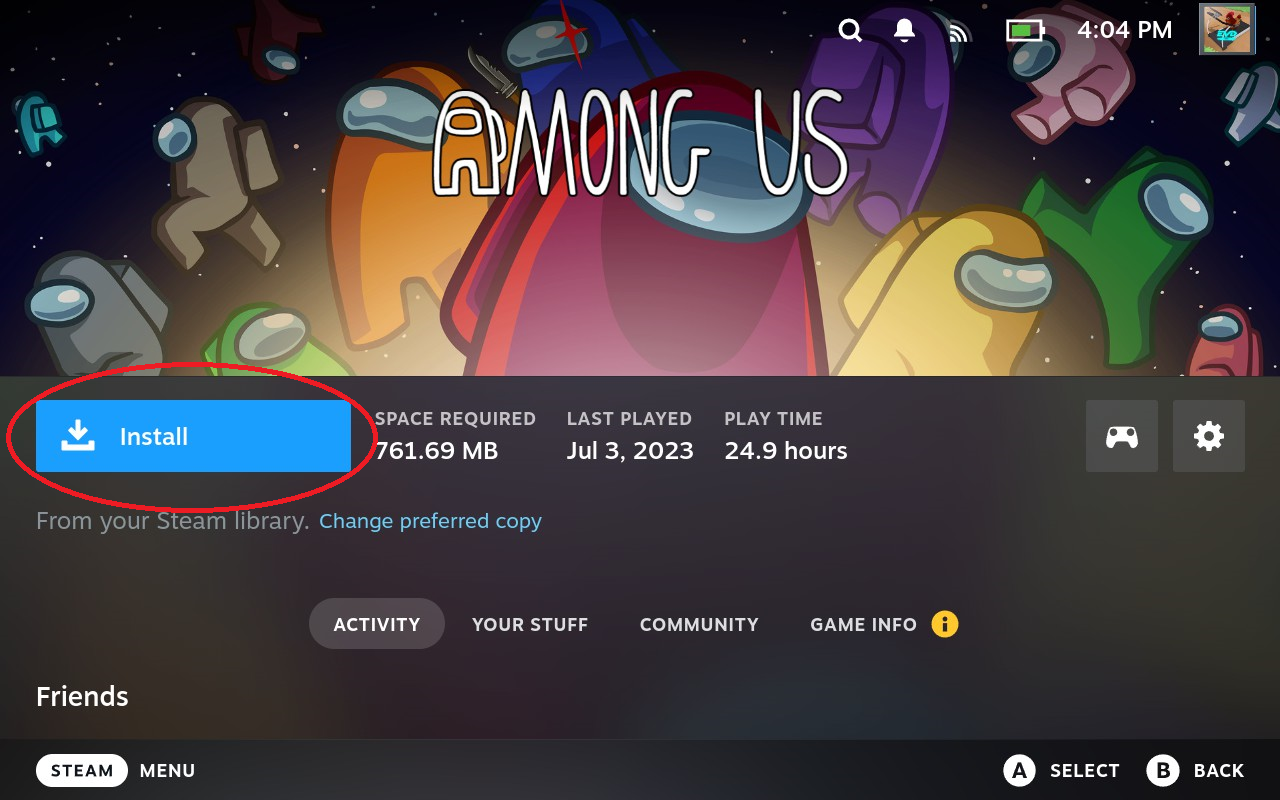 4:04 PM
AMONG US
Install
SPACE REQUIRED
761.69 MB
LAST PLAYED
Jul 3, 2023
PLAY TIME
24.9 hours
From your Steam library. Change preferred copy
ACTIVITY YOUR STUFF COMMUNITY GAME INFO
Friends
STEAM MENU A SELECT B BACK